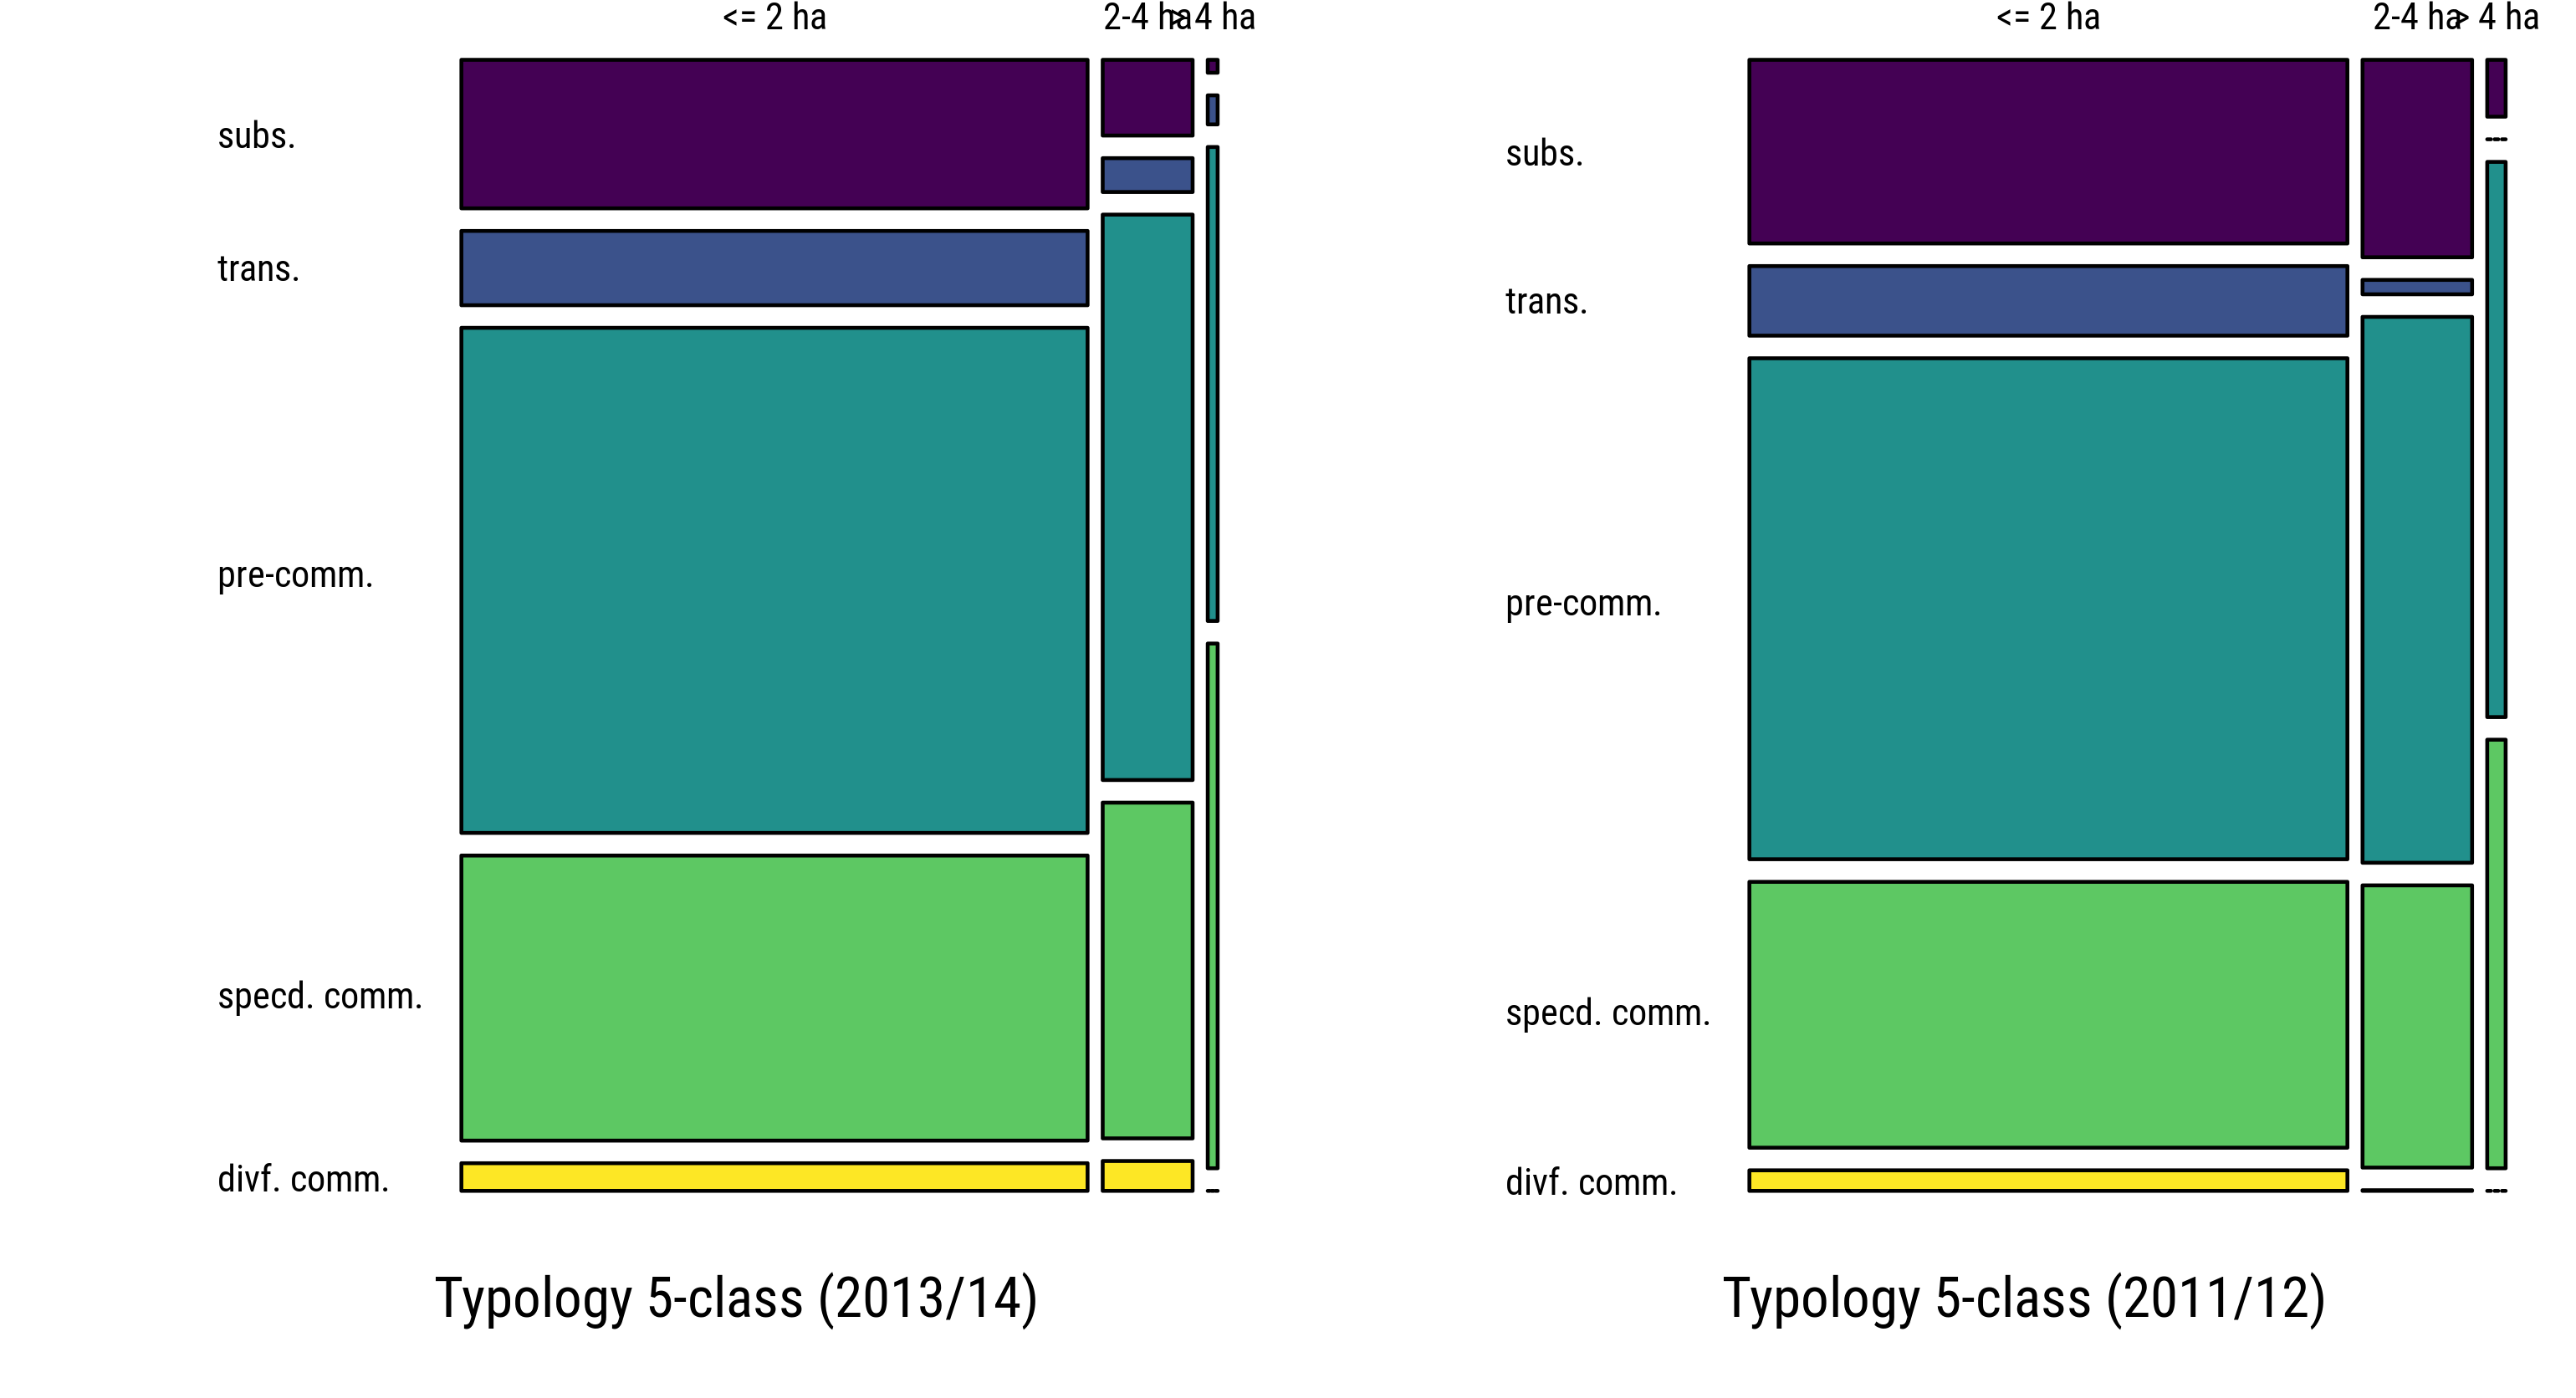 <= 2 ha
2-4 ha
> 4 ha
subs.
trans.
pre-comm.
specd. comm.
divf. comm.
Typology 5-class (2013/14)
<= 2 ha
2-4 ha
> 4 ha
subs.
trans.
pre-comm.
specd. comm.
divf. comm.
Typology 5-class (2011/12)